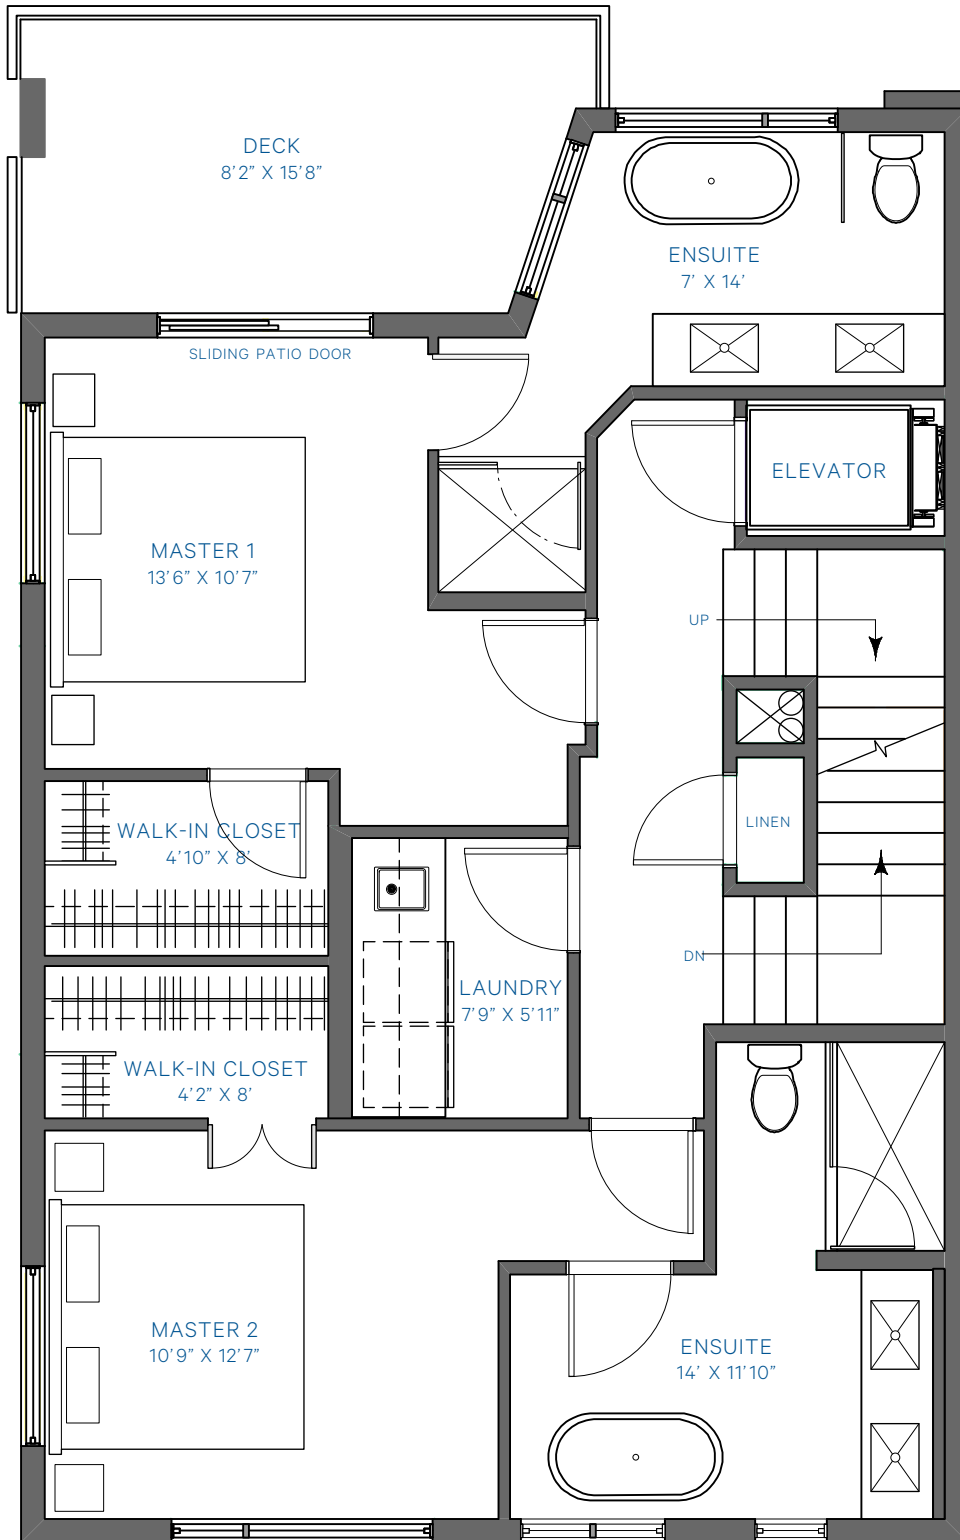 DECK
8'2" X 15'8"
ENSUITE
7' X 14'
SLIDING PATIO DOOR
ELEVATOR
MASTER 1
13'6" X 10'7"
UP
WALK-IN CLOSET
4'10" X 8'
LINEN
DN
LAUNDRY
7'9" X 5'11"
WALK-IN CLOSET
4'2" X 8'
MASTER 2
10'9" X 12'7"
ENSUITE
14' X 11'10"